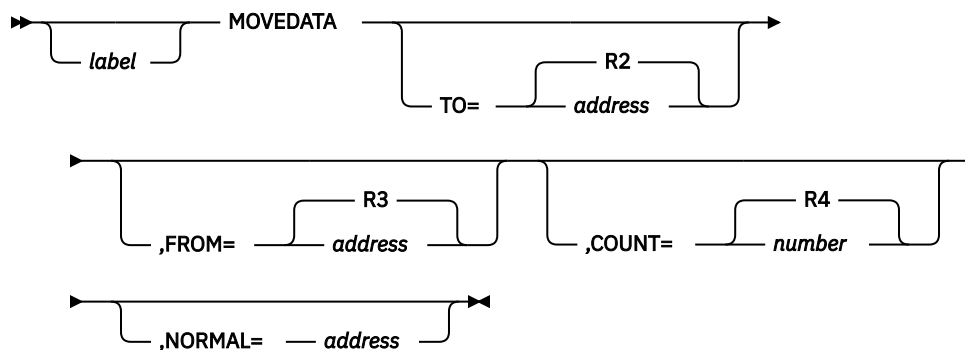 MOVEDATA
label
R2
TO= address
R3
R4
,FROM= address ,COUNT= number
,NORMAL= address